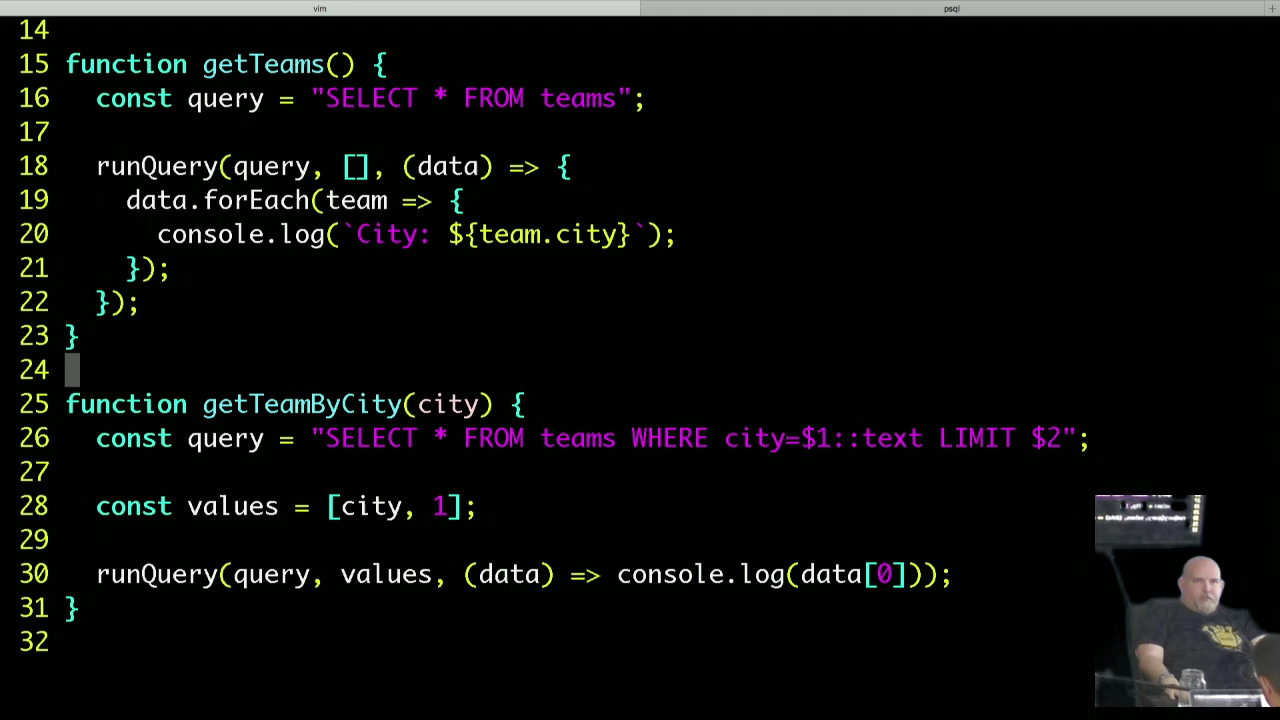 vim
psql
14
15 function getTeams() {
16   const query = "SELECT * FROM teams";
17
18   runQuery(query, [], (data) => {
19     data.forEach(team => {
20       console.log(`City: ${team.city}`);
21     });
22   });
23 }
24
25 function getTeamByCity(city) {
26   const query = "SELECT * FROM teams WHERE city=$1::text LIMIT $2";
27
28   const values = [city, 1];
29
30   runQuery(query, values, (data) => console.log(data[0]));
31 }
32